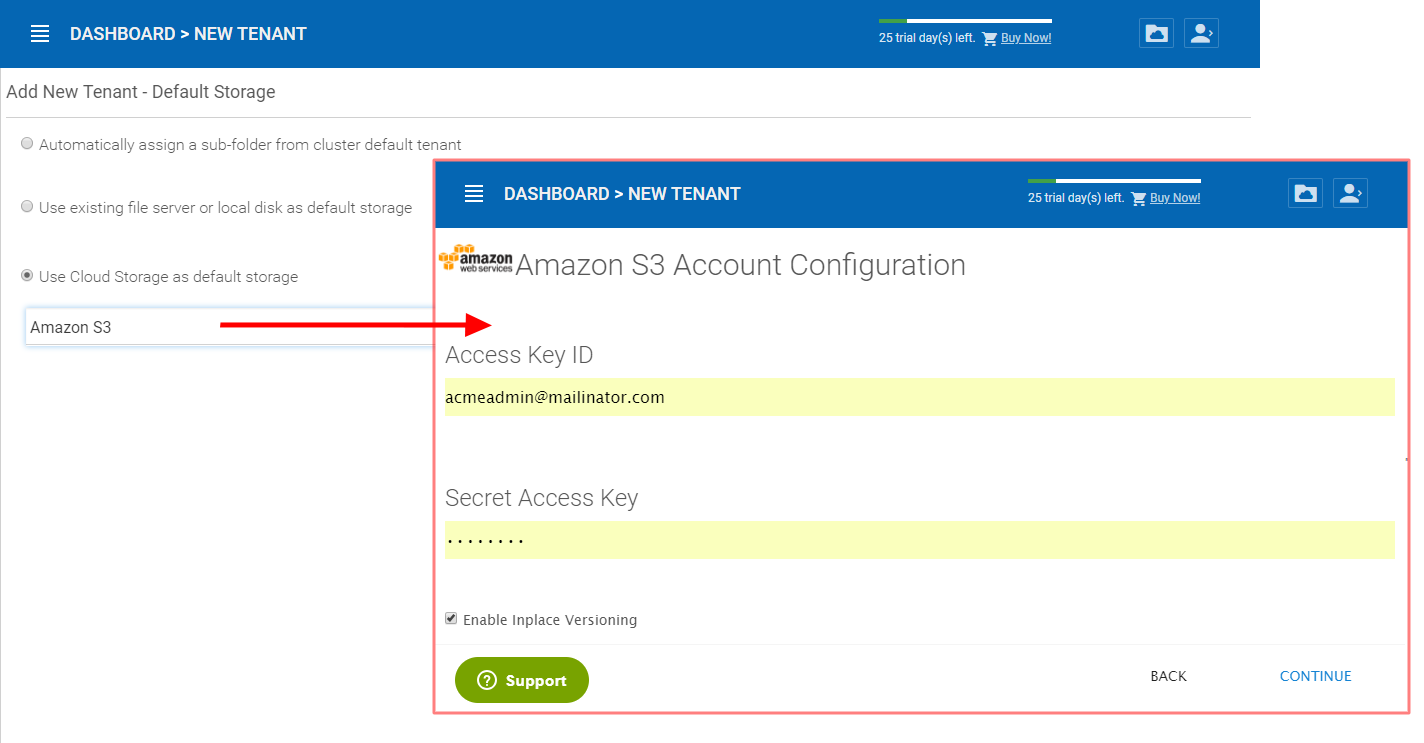 DASHBOARD > NEW TENANT
25 trial day(s) left. Buy Now!
Add New Tenant - Default Storage
Automatically assign a sub-folder from cluster default tenant
Use existing file server or local disk as default storage
Use Cloud Storage as default storage
Amazon S3
DASHBOARD > NEW TENANT
25 trial day(s) left. Buy Now!
amazon
web services
Amazon S3 Account Configuration
Access Key ID
acmeadmin@mailinator.com
Secret Access Key
........
Enable Inplace Versioning
? Support
BACK
CONTINUE